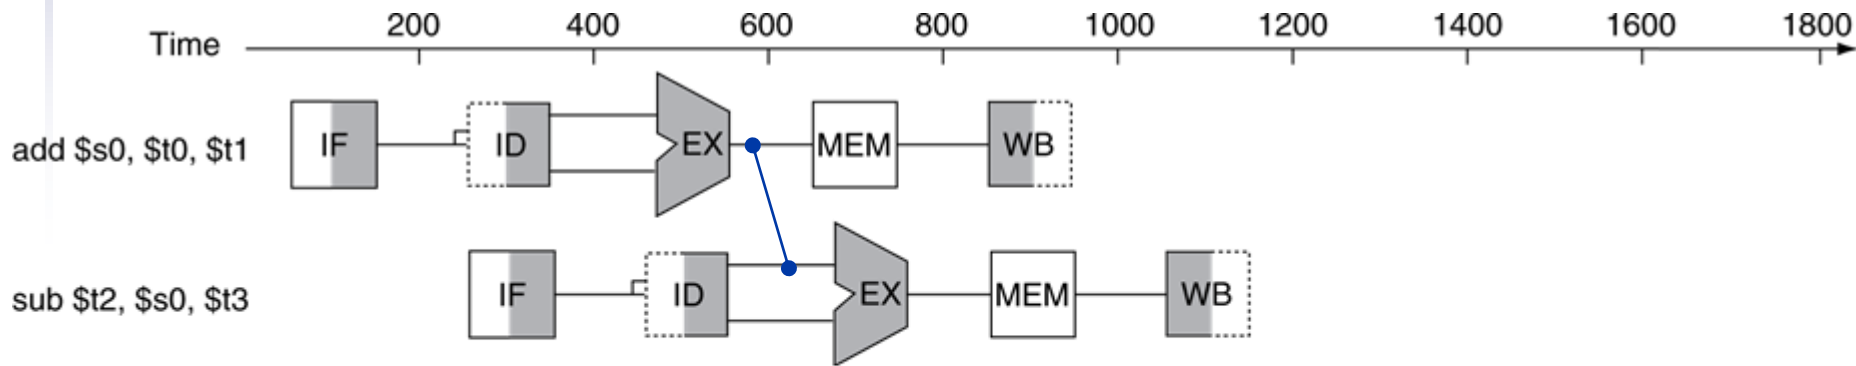 200 400 600 800 1000 1200 1400 1600 1800
Time
add $s0, $t0, $t1 IF ID EX MEM WB
sub $t2, $s0, $t3 IF ID EX MEM WB